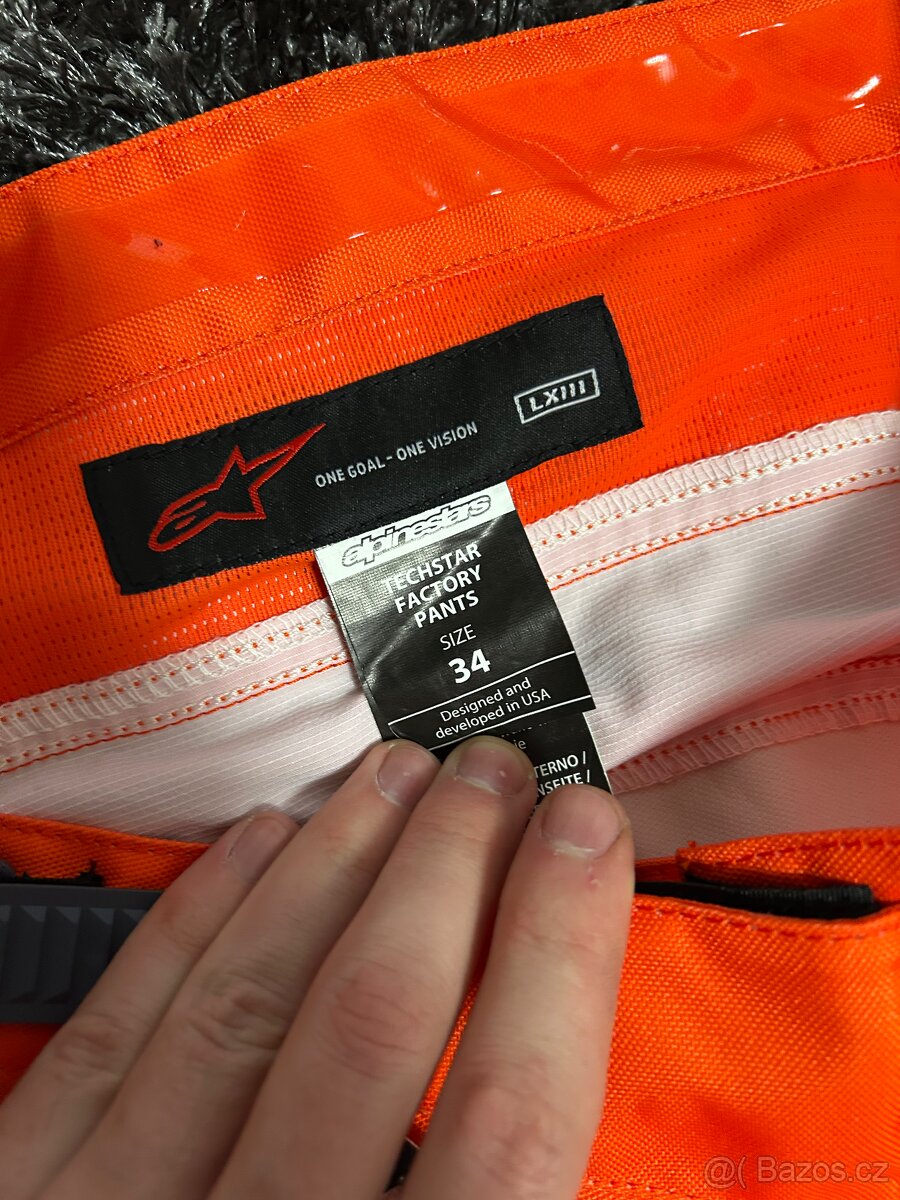 ONE GOAL - ONE VISION
LXIII
alpinestars
TECHSTAR
FACTORY
PANTS
SIZE
34
Designed and
developed in USA
TERNO /
NSEITE /
@( Bazos.cz